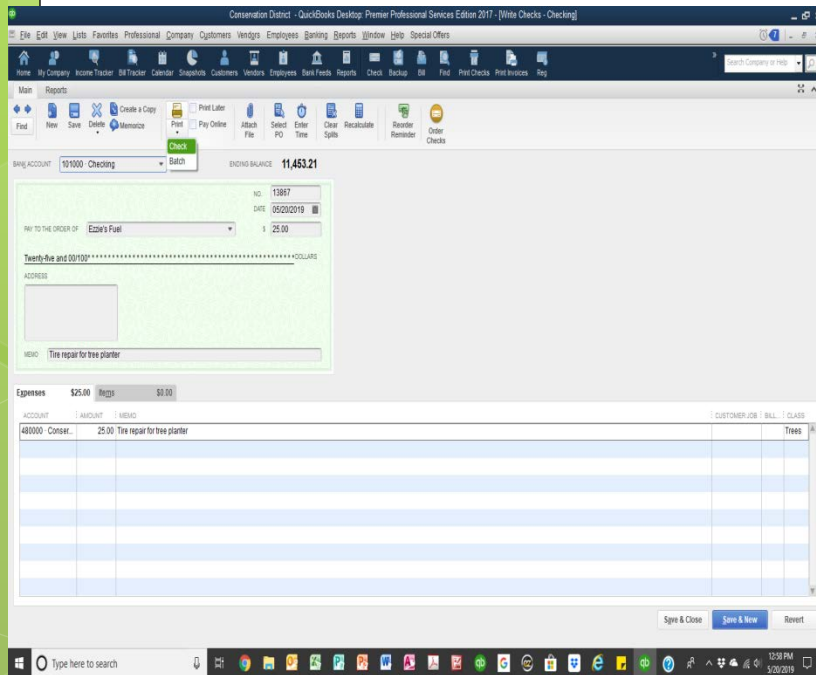 Conservation District - QuickBooks Desktop: Premier Professional Services Edition 2017 - [Write Checks - Checking]
File Edit View Lists Favorites Professional Company Customers Vendors Employees Banking Reports Window Help Special Offers
7
Home My Company Income Tracker Bill Tracker Calendar Snapshots Customers Vendors Employees Bank Feeds Reports Check Backup Bill Find Print Checks Print Invoices Reg
Search Company or Help
Main Reports
Find New Save Delete Create a Copy Memorize Print Print Later Pay Online Attach File Select PO Enter Time Clear Splits Recalculate Reorder Reminder Order Checks
Check
Batch
BANK ACCOUNT 101000 · Checking ENDING BALANCE 11,453.21
NO. 13867
DATE 05/20/2019
PAY TO THE ORDER OF Ezzie's Fuel $ 25.00
Twenty-five and 00/100* * * * * * * * * * * * * * * * * * * * * * * * * * * * * * * * * * * * * * * * * * DOLLARS
ADDRESS
MEMO Tire repair for tree planter
Expenses $25.00 Items $0.00
ACCOUNT AMOUNT MEMO CUSTOMER:JOB BILL... CLASS
480000 · Conser... 25.00 Tire repair for tree planter Trees
Save & Close Save & New Revert
Type here to search
12:58 PM
5/20/2019